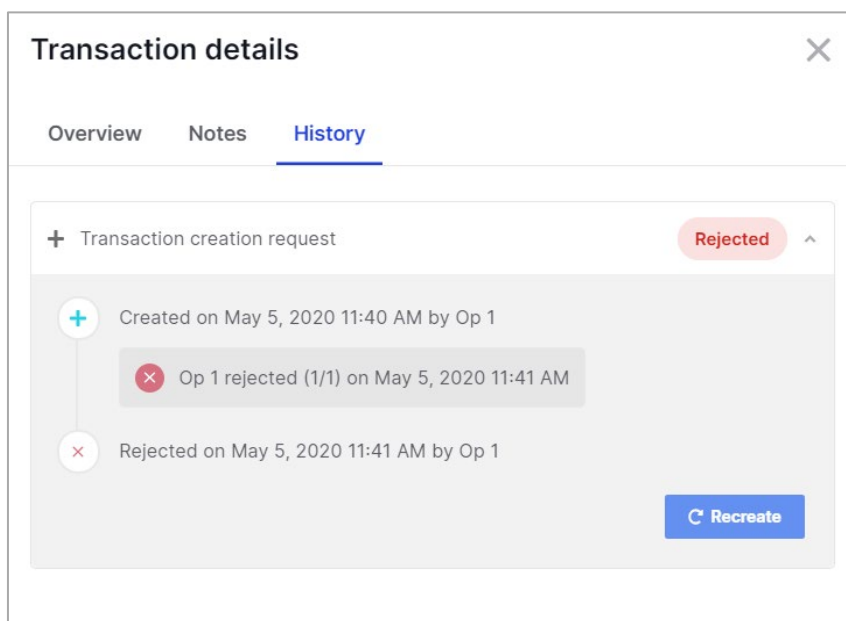 Transaction details
Overview Notes History
Transaction creation request Rejected
Created on May 5, 2020 11:40 AM by Op 1
Op 1 rejected (1/1) on May 5, 2020 11:41 AM
Rejected on May 5, 2020 11:41 AM by Op 1
Recreate